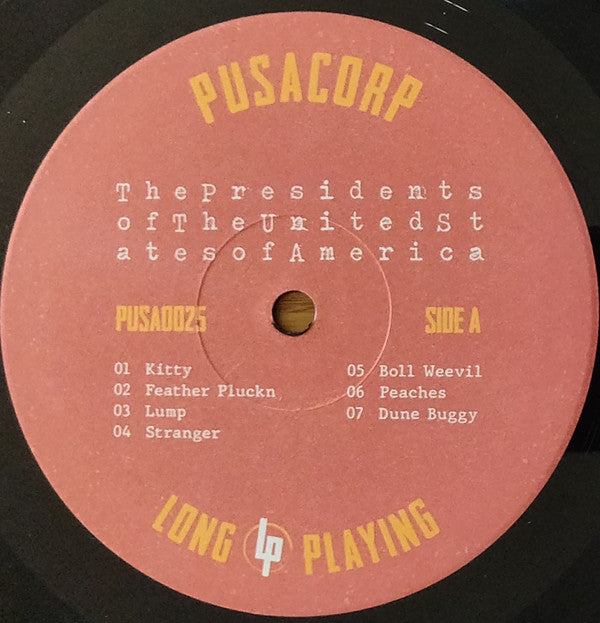 PUSACORP
ThePresidents
ofTheUnitedSt
atesofAmerica
PUSA0025 SIDE A
01 Kitty
02 Feather Pluckn
03 Lump
04 Stranger
05 Boll Weevil
06 Peaches
07 Dune Buggy
LONG LP PLAYING